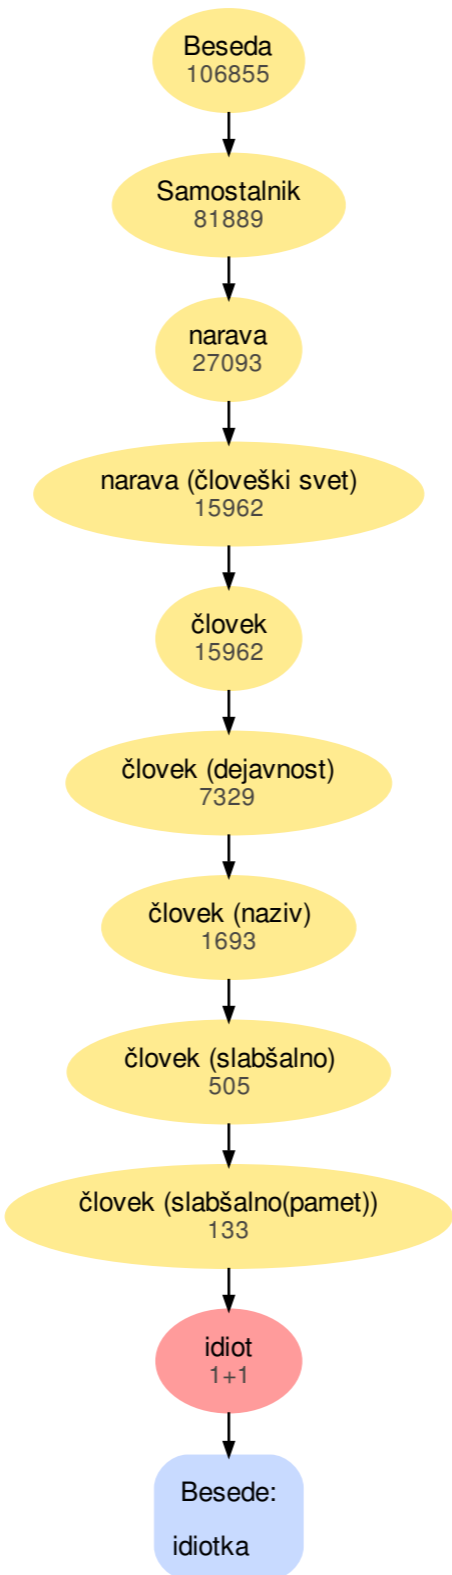 Beseda
106855
Samostalnik
81889
narava
27093
narava (človeški svet)
15962
človek
15962
človek (dejavnost)
7329
človek (naziv)
1693
človek (slabšalno)
505
človek (slabšalno(pamet))
133
idiot
1+1
Besede:
idiotka